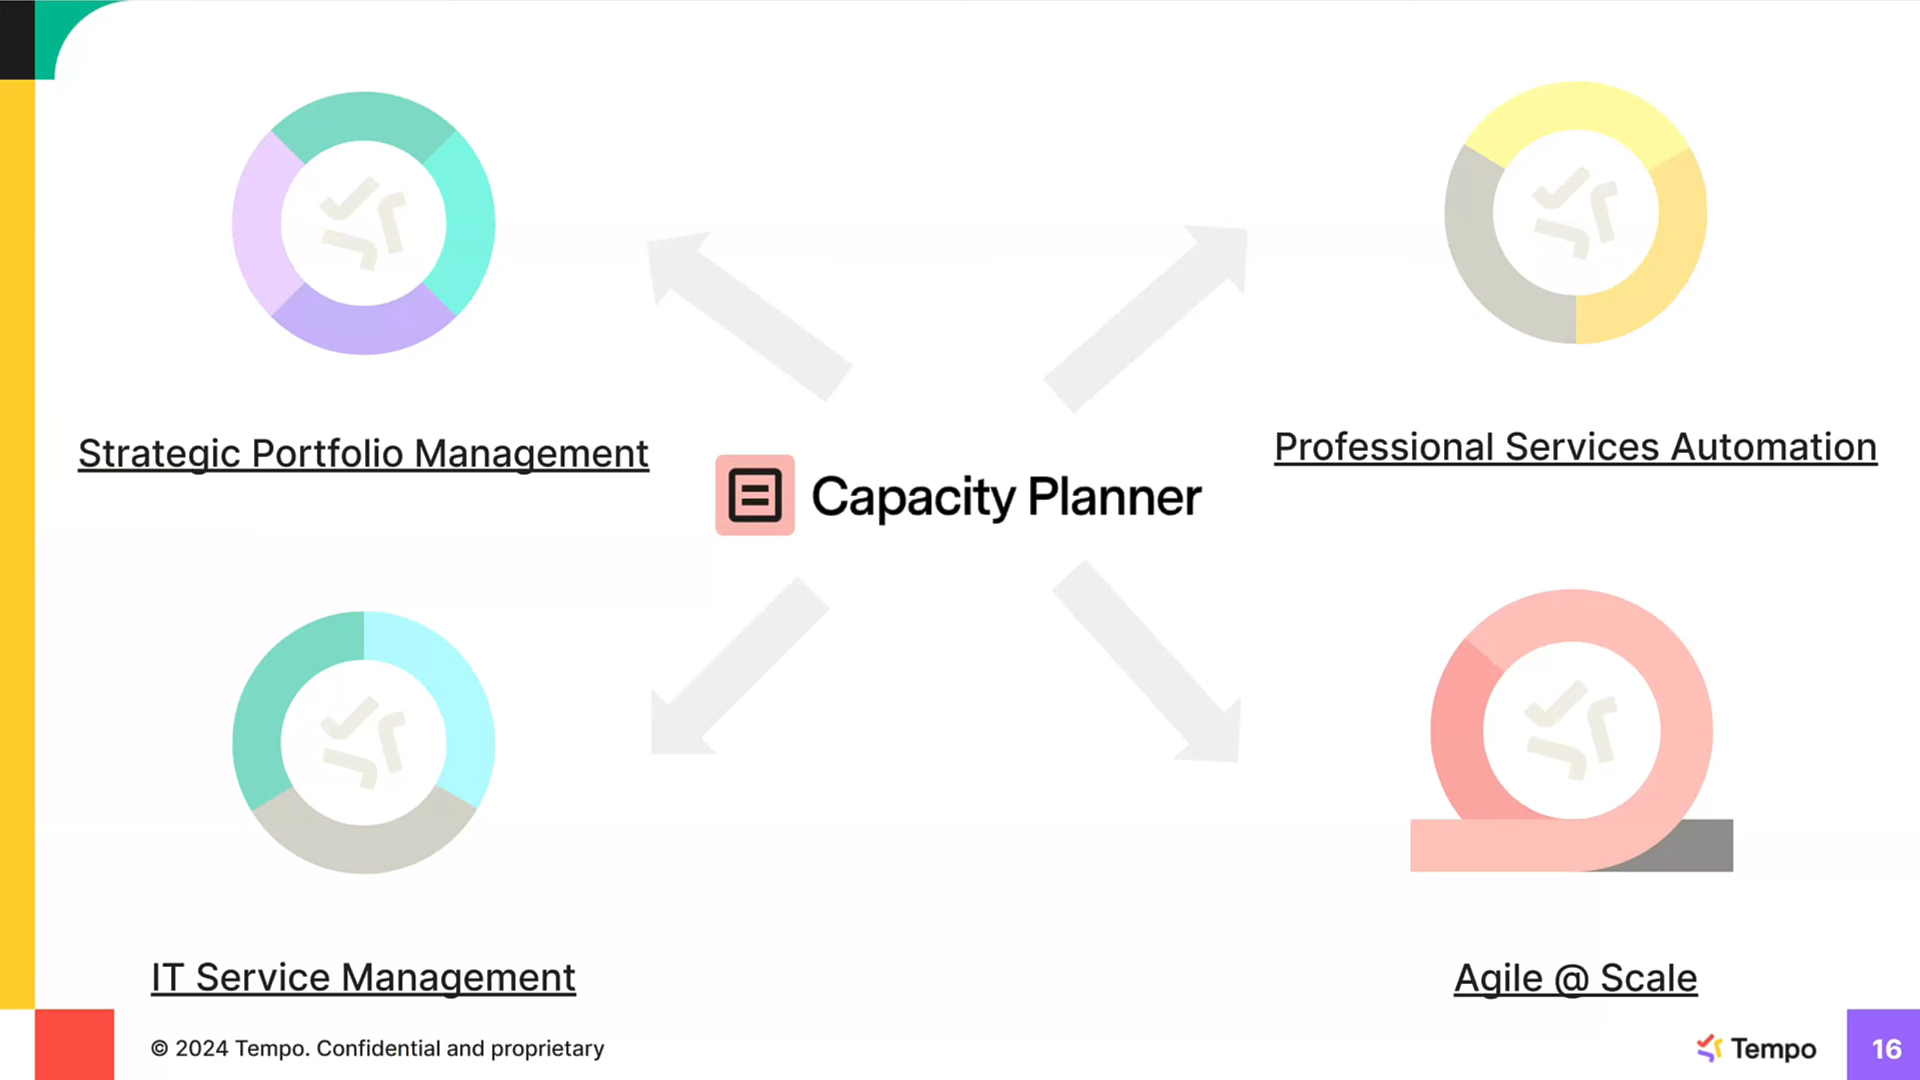 Strategic Portfolio Management
Professional Services Automation
Capacity Planner
IT Service Management
Agile @ Scale
© 2024 Tempo. Confidential and proprietary
Tempo
16